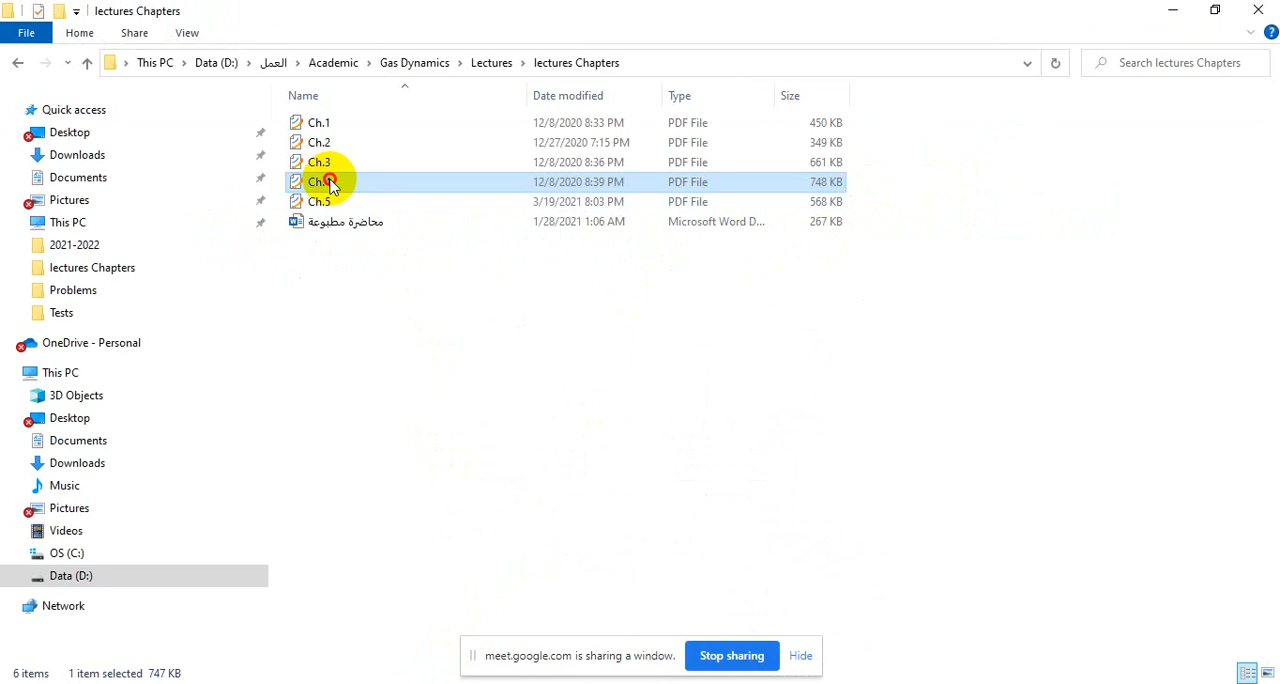 lectures Chapters
File Home Share View
This PC Data (D:) العمل Academic Gas Dynamics Lectures lectures Chapters
Search lectures Chapters
Name Date modified Type Size
Ch.1 12/8/2020 8:33 PM PDF File 450 KB
Ch.2 12/27/2020 7:15 PM PDF File 349 KB
Ch.3 12/8/2020 8:36 PM PDF File 661 KB
Ch. 12/8/2020 8:39 PM PDF File 748 KB
Ch.5 3/19/2021 8:03 PM PDF File 568 KB
محاضرة مطبوعة 1/28/2021 1:06 AM Microsoft Word D... 267 KB
Quick access
Desktop
Downloads
Documents
Pictures
This PC
2021-2022
lectures Chapters
Problems
Tests
OneDrive - Personal
This PC
3D Objects
Desktop
Documents
Downloads
Music
Pictures
Videos
OS (C:)
Data (D:)
Network
meet.google.com is sharing a window. Stop sharing Hide
6 items 1 item selected 747 KB